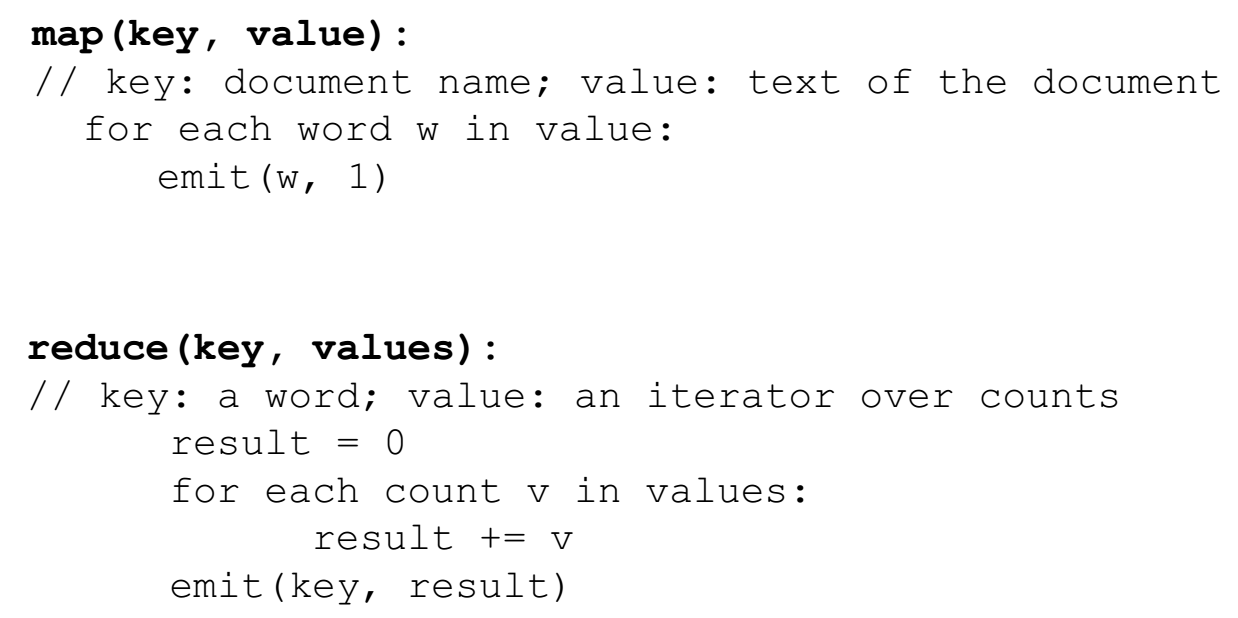 map(key, value):
// key: document name; value: text of the document
for each word w in value:
emit(w, 1)
reduce(key, values):
// key: a word; value: an iterator over counts
result = 0
for each count v in values:
result += v
emit(key, result)